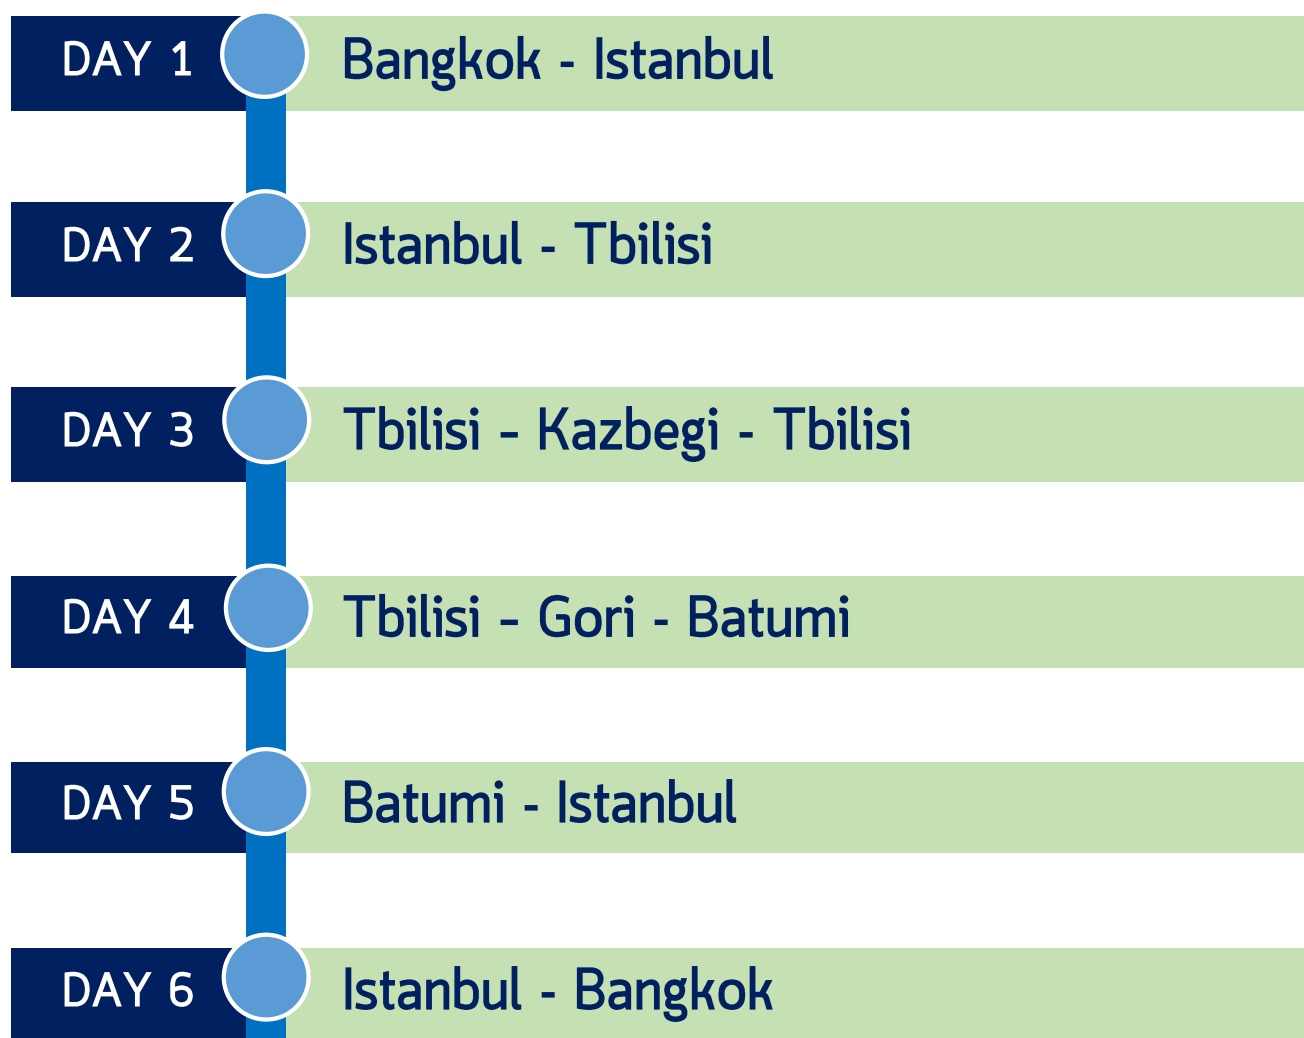 DAY 1 Bangkok - Istanbul
DAY 2 Istanbul - Tbilisi
DAY 3 Tbilisi – Kazbegi - Tbilisi
DAY 4 Tbilisi – Gori - Batumi
DAY 5 Batumi - Istanbul
DAY 6 Istanbul - Bangkok